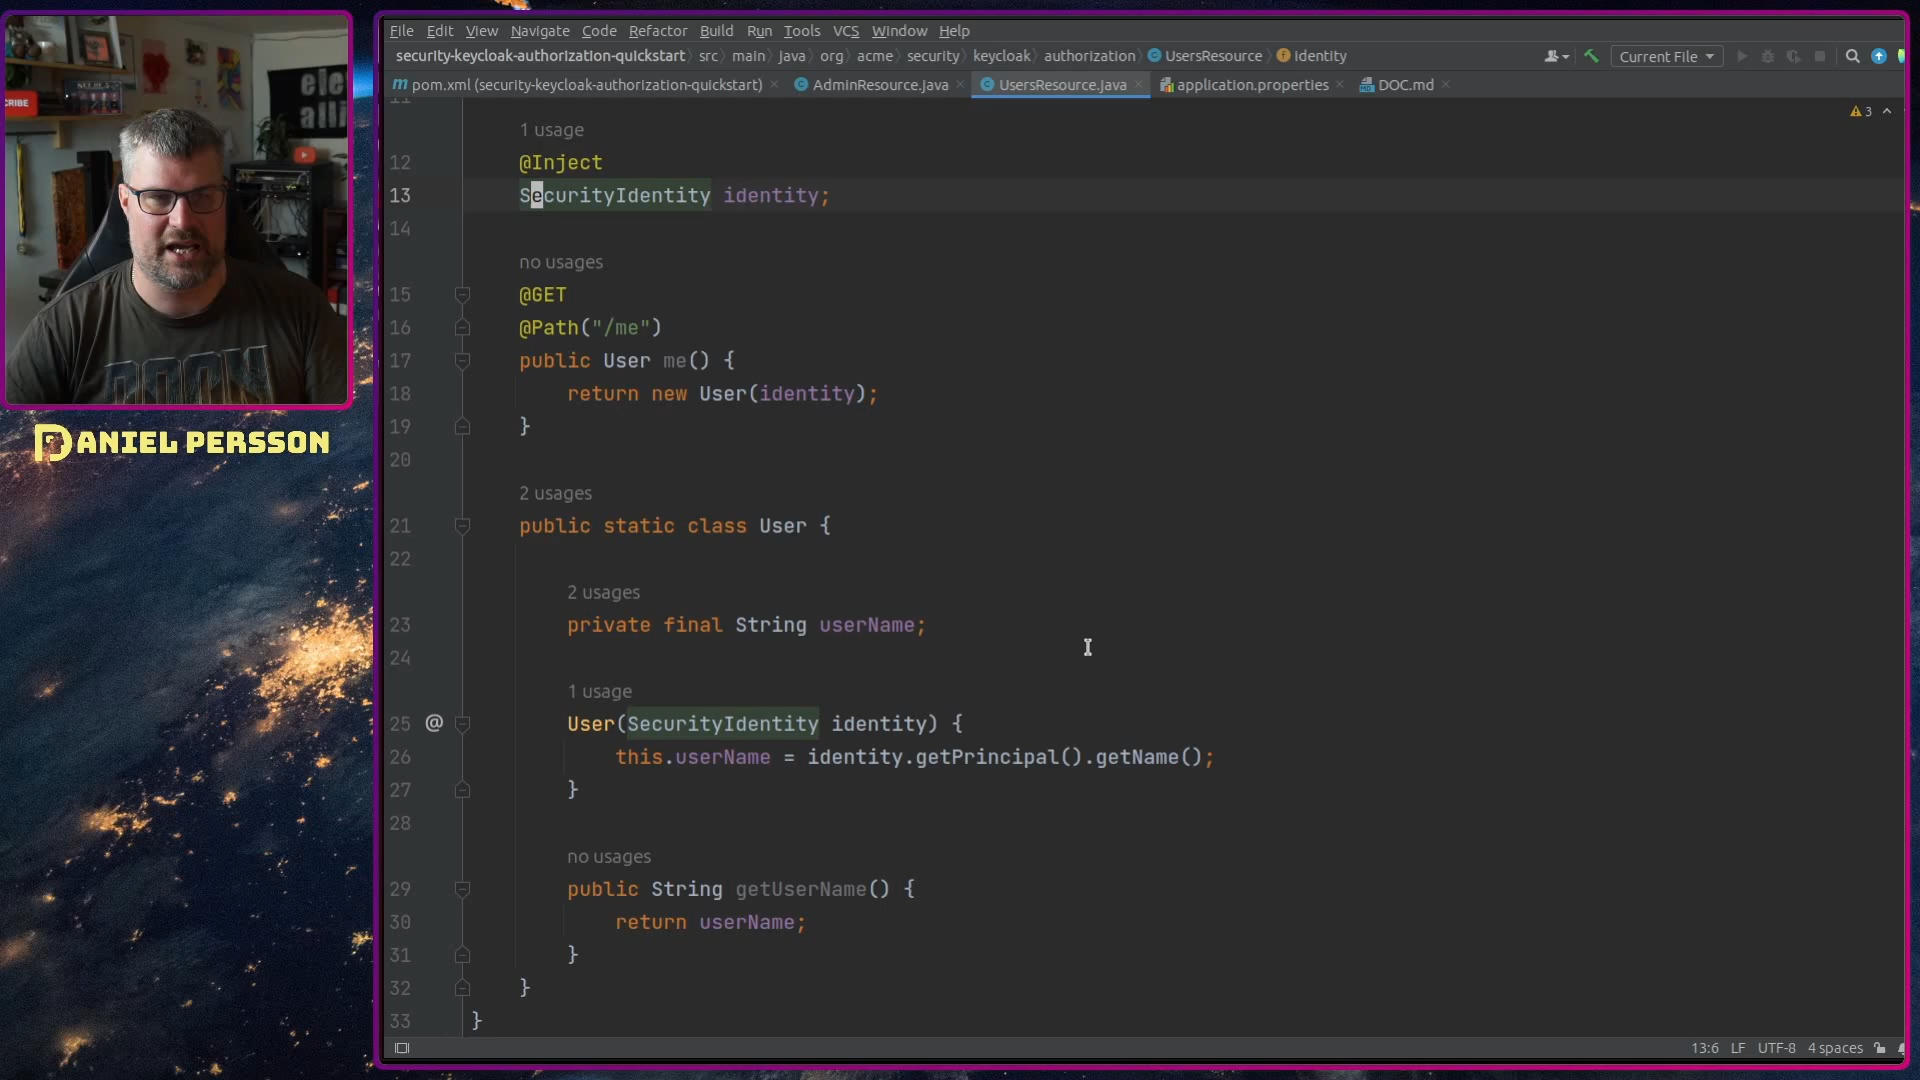 File Edit View Navigate Code Refactor Build Run Tools VCS Window Help
security-keycloak-authorization-quickstart src main java org acme security keycloak authorization UsersResource identity
Current File
pom.xml (security-keycloak-authorization-quickstart) AdminResource.java UsersResource.java application.properties DOC.md
11
3
1 usage
12 @Inject
13 SecurityIdentity identity;
14
no usages
15 @GET
16 @Path("/me")
17 public User me() {
18 return new User(identity);
19 }
20
2 usages
21 public static class User {
22
2 usages
23 private final String userName;
24
1 usage
25 @ User(SecurityIdentity identity) {
26 this.userName = identity.getPrincipal().getName();
27 }
28
no usages
29 public String getUserName() {
30 return userName;
31 }
32 }
33 }
13:6 LF UTF-8 4 spaces
CRIBE
DANIEL PERSSON